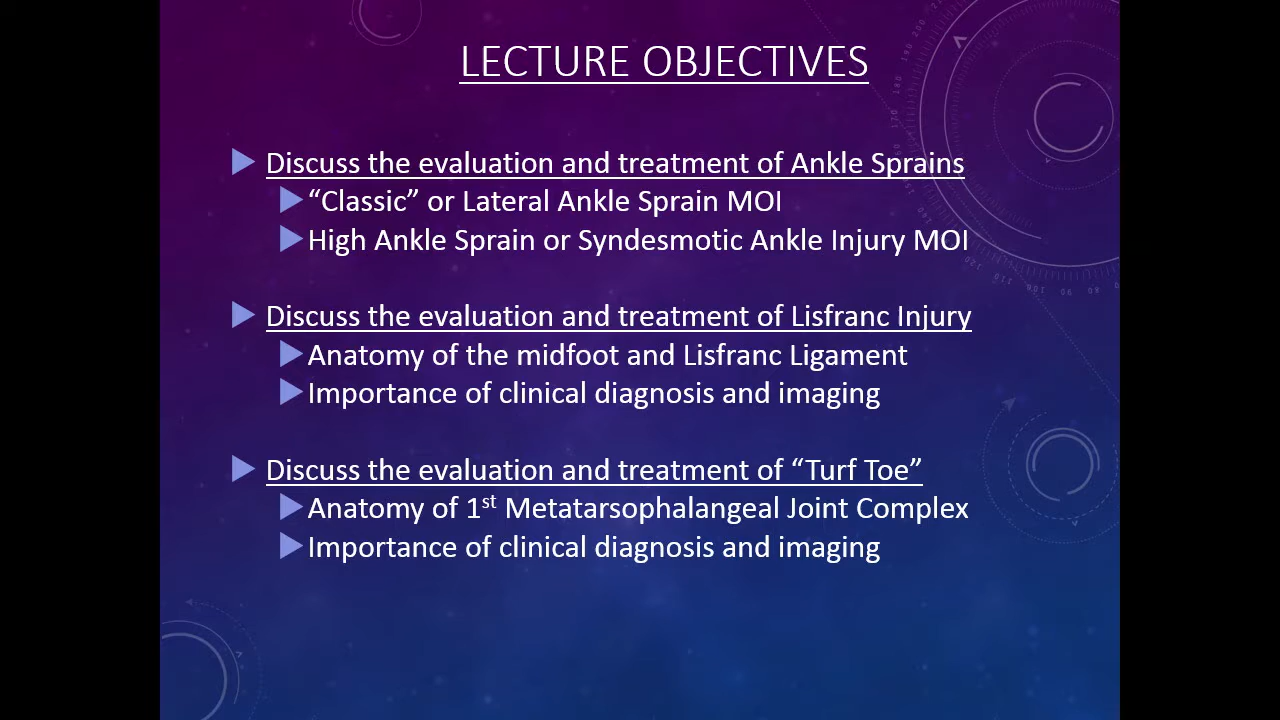 LECTURE OBJECTIVES
Discuss the evaluation and treatment of Ankle Sprains
“Classic” or Lateral Ankle Sprain MOI
High Ankle Sprain or Syndesmotic Ankle Injury MOI
Discuss the evaluation and treatment of Lisfranc Injury
Anatomy of the midfoot and Lisfranc Ligament
Importance of clinical diagnosis and imaging
Discuss the evaluation and treatment of “Turf Toe”
Anatomy of 1st Metatarsophalangeal Joint Complex
Importance of clinical diagnosis and imaging